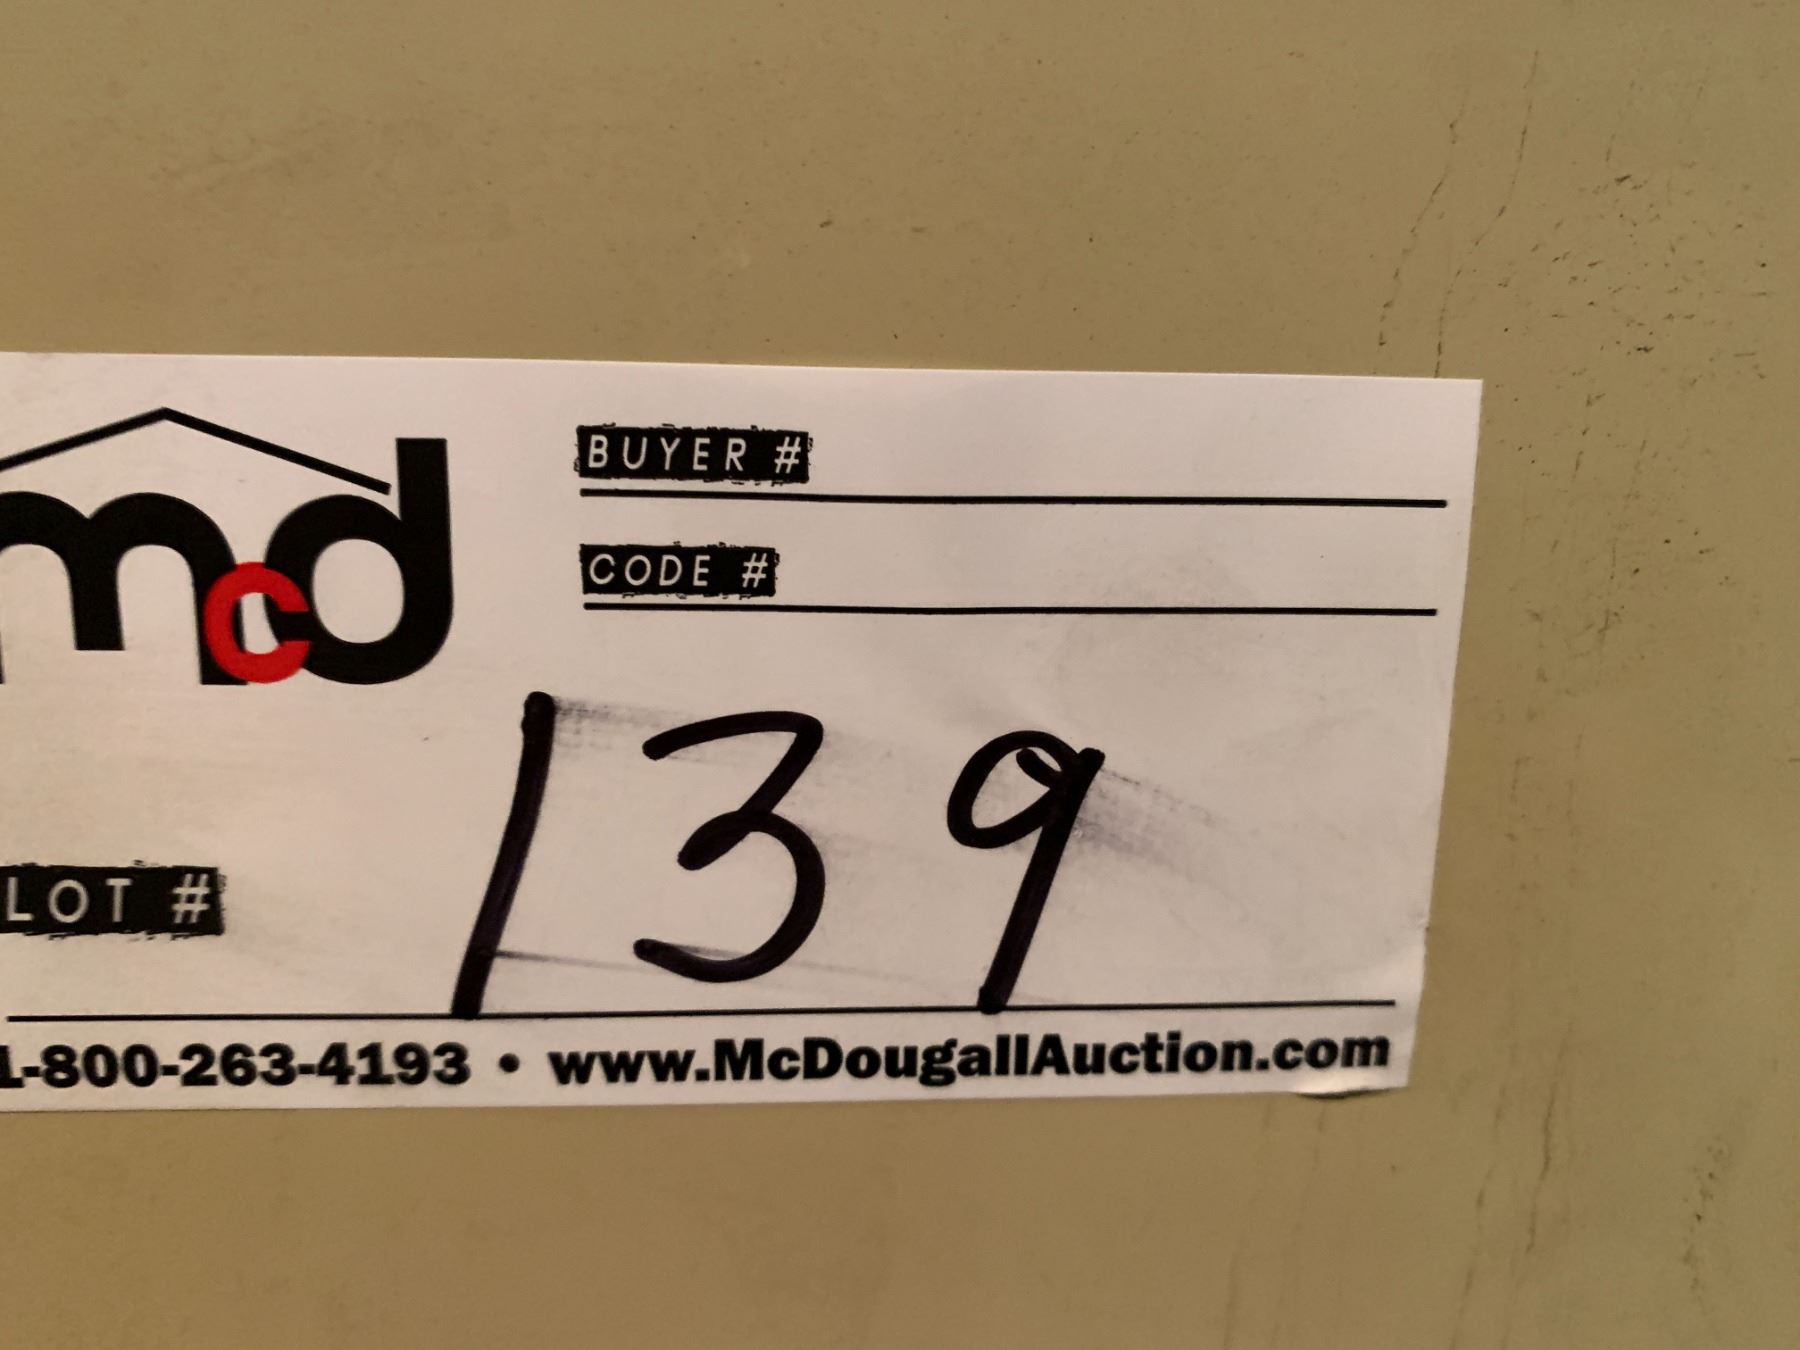 mcd
BUYER #
CODE #
LOT # 139
1-800-263-4193 • www.McDougallAuction.com